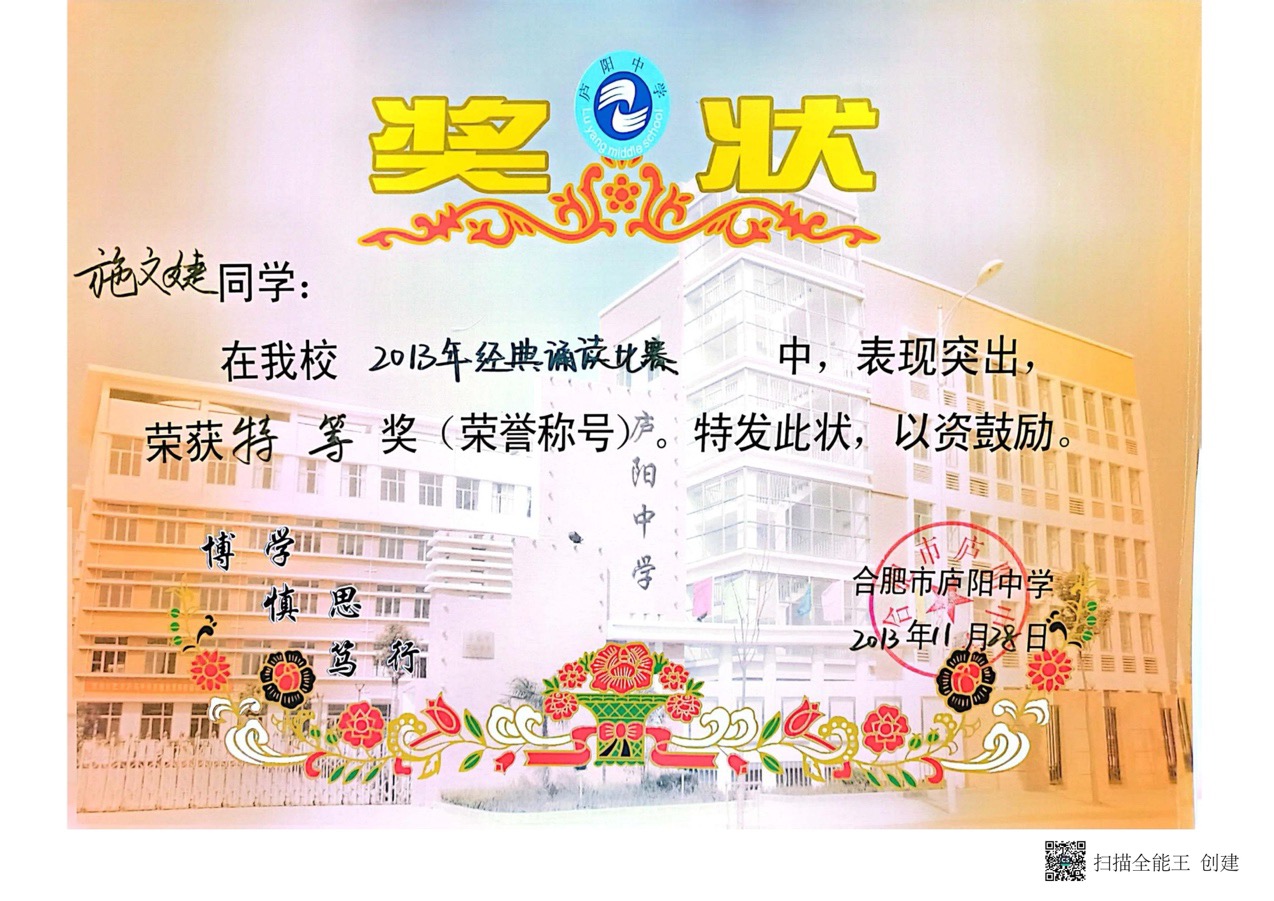 庐阳中学
Lu yang middle school
奖 状
施文婕同学：
在我校 2013年经典诵读比赛 中，表现突出，
荣获特 等 奖（荣誉称号）。特发此状，以资鼓励。
庐阳中学
博 学
慎 思
笃 行
合肥市庐阳中学
2013年11月28日
扫描全能王 创建